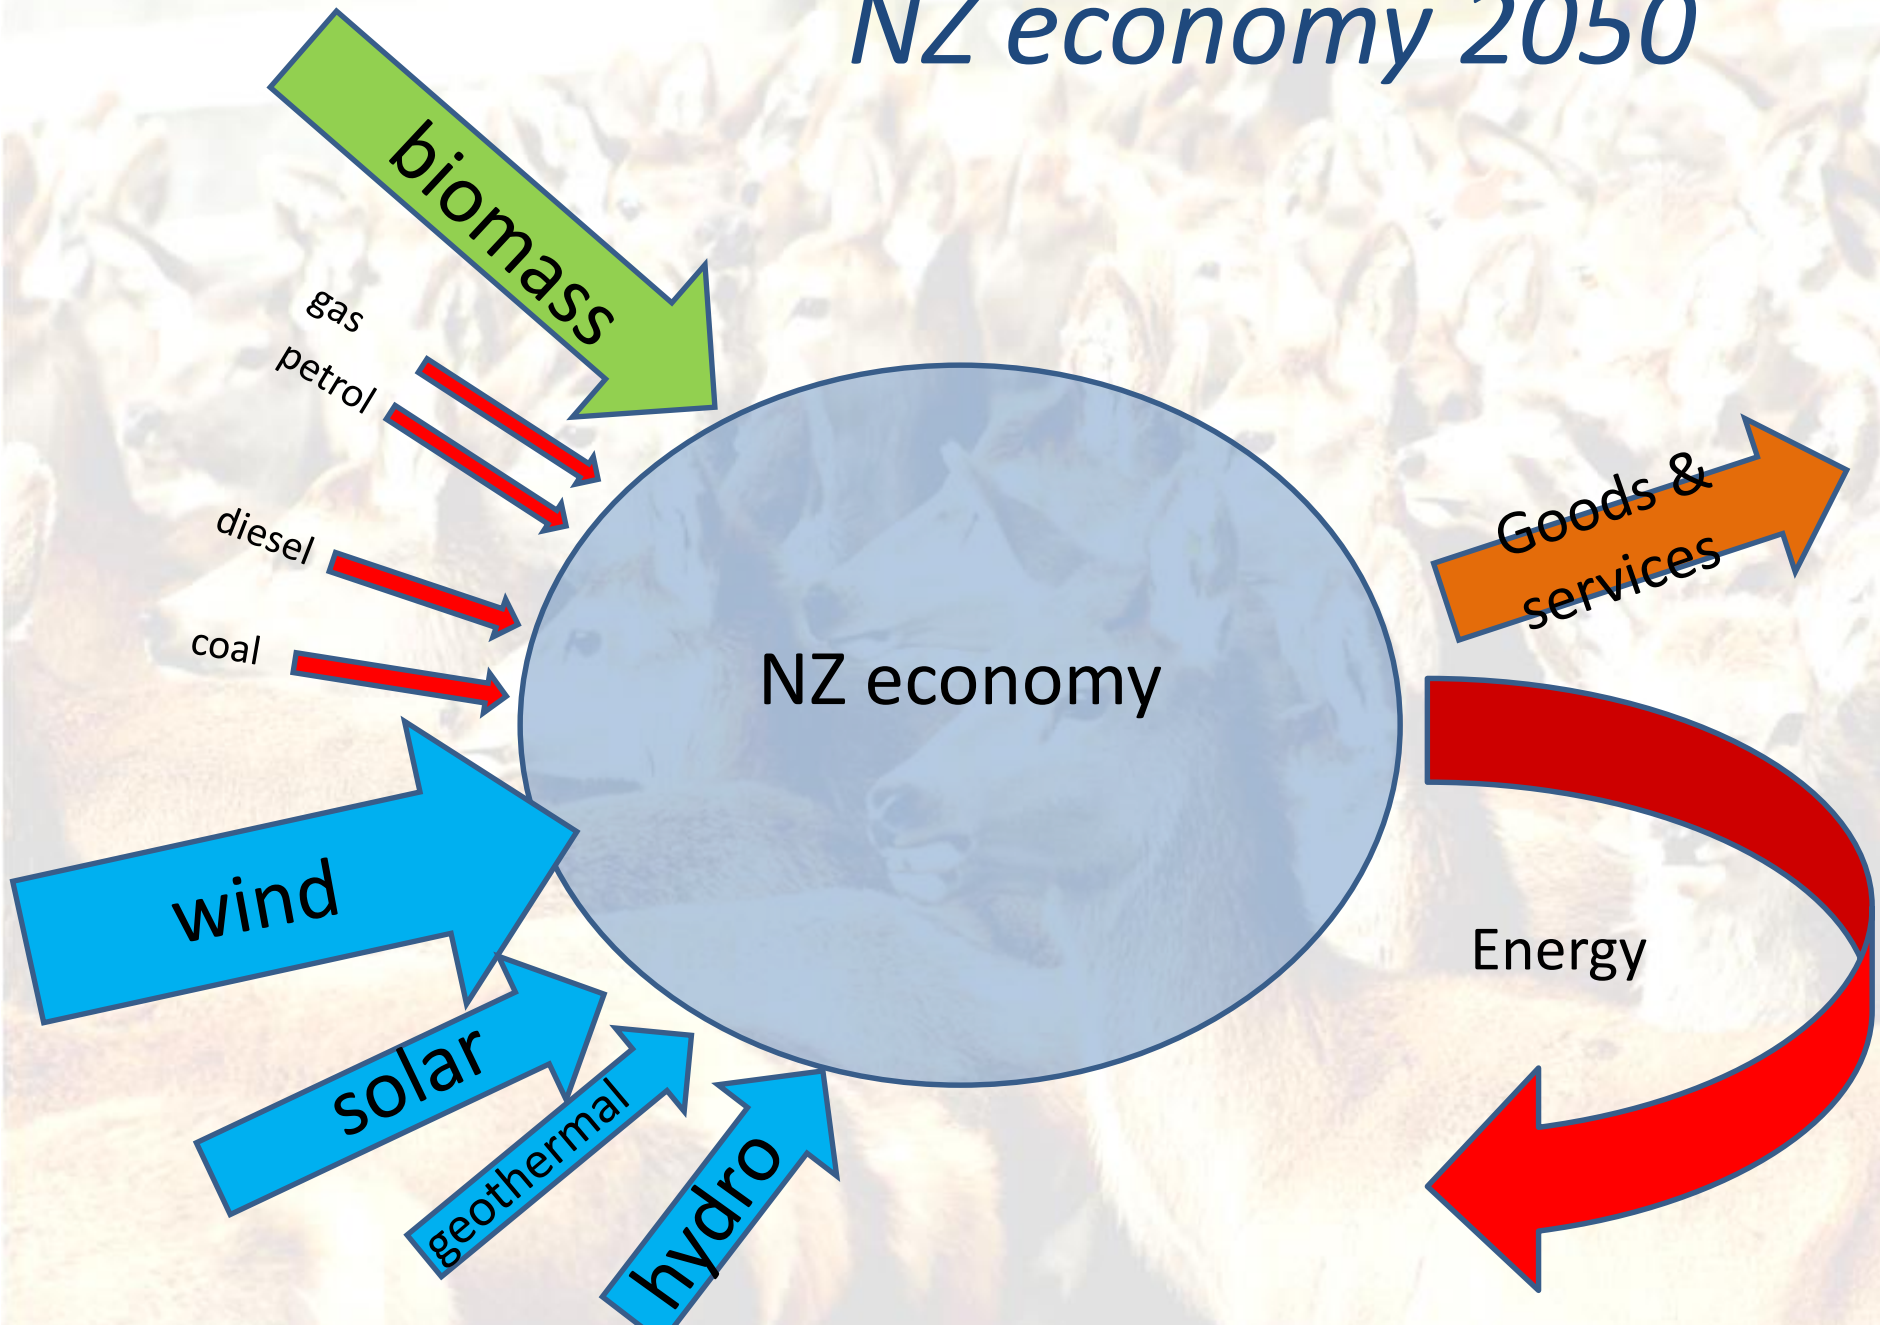 NZ economy 2050
biomass
gas
petrol
diesel
coal
NZ economy
wind
solar
geothermal
hydro
Goods &
services
Energy